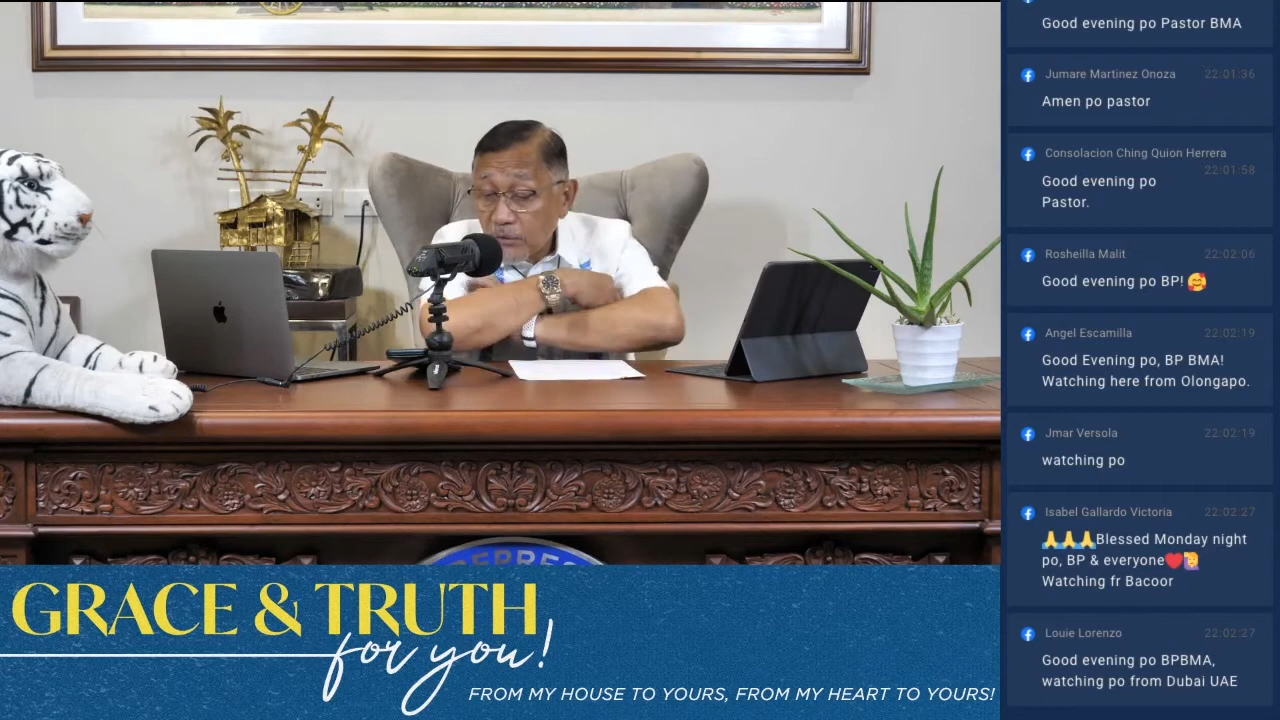 Good evening po Pastor BMA
Jumare Martinez Onoza 22:01:36
Amen po pastor
Consolacion Ching Quion Herrera
22:01:58
Good evening po
Pastor.
Rosheilla Malit 22:02:06
Good evening po BP! 🥰
Angel Escamilla 22:02:19
Good Evening po, BP BMA!
Watching here from Olongapo.
Jmar Versola 22:02:19
watching po
Isabel Gallardo Victoria 22:02:27
🙏🙏🙏Blessed Monday night
po, BP & everyone❤️🙋
Watching fr Bacoor
Louie Lorenzo 22:02:27
Good evening po BPBMA,
watching po from Dubai UAE
GRACE & TRUTH
for you!
FROM MY HOUSE TO YOURS, FROM MY HEART TO YOURS!